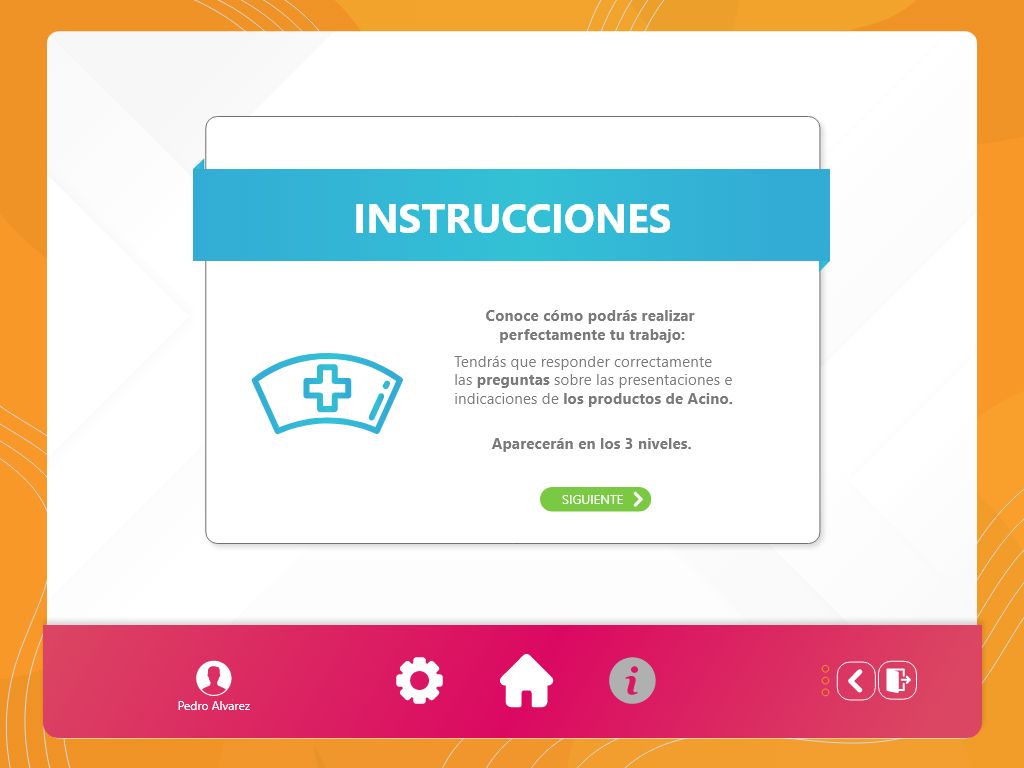 INSTRUCCIONES
Conoce cómo podrás realizar
perfectamente tu trabajo:
Tendrás que responder correctamente
las preguntas sobre las presentaciones e
indicaciones de los productos de Acino.
Aparecerán en los 3 niveles.
SIGUIENTE
i
Pedro Alvarez